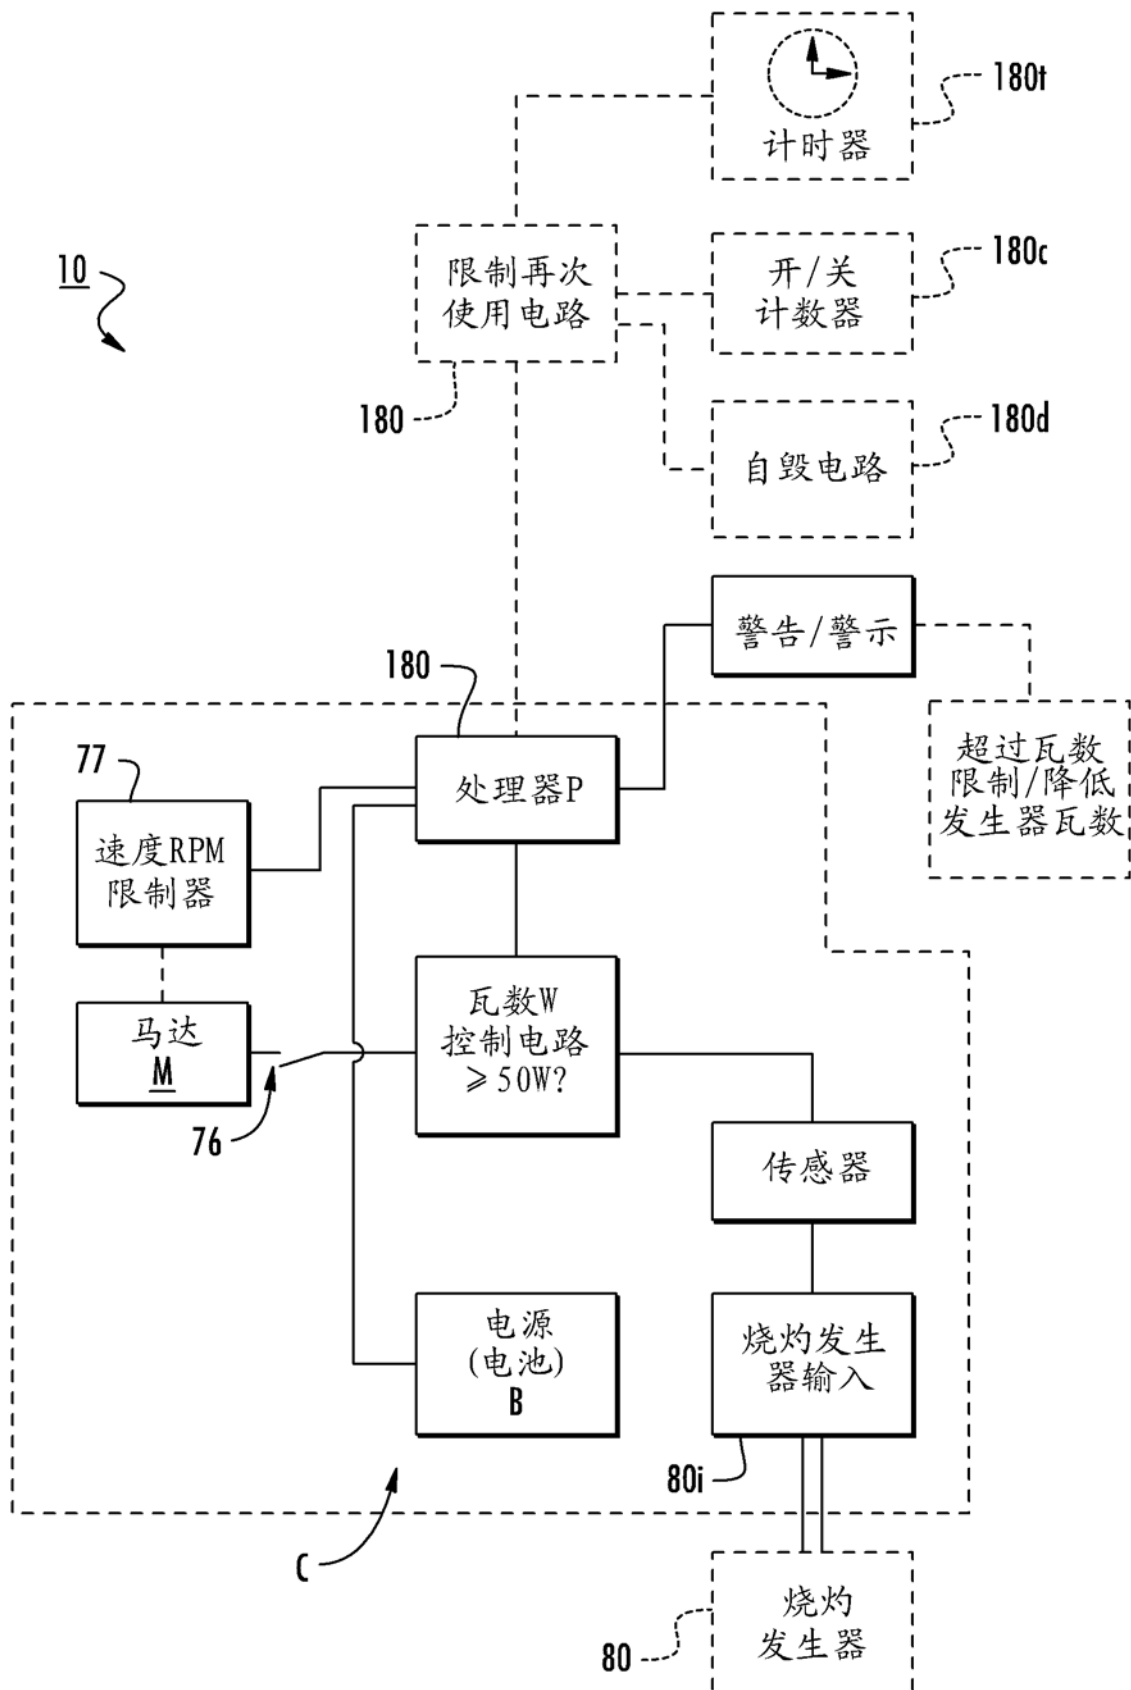 180t
计时器
10
限制再次
使用电路
180
开/关
计数器
180c
自毁电路
180d
警告/警示
超过瓦数
限制/降低
发生器瓦数
180
处理器P
77
速度RPM
限制器
马达
M
76
瓦数W
控制电路
≥50W?
传感器
电源
(电池)
B
烧灼发生
器输入
80i
C
烧灼
发生器
80